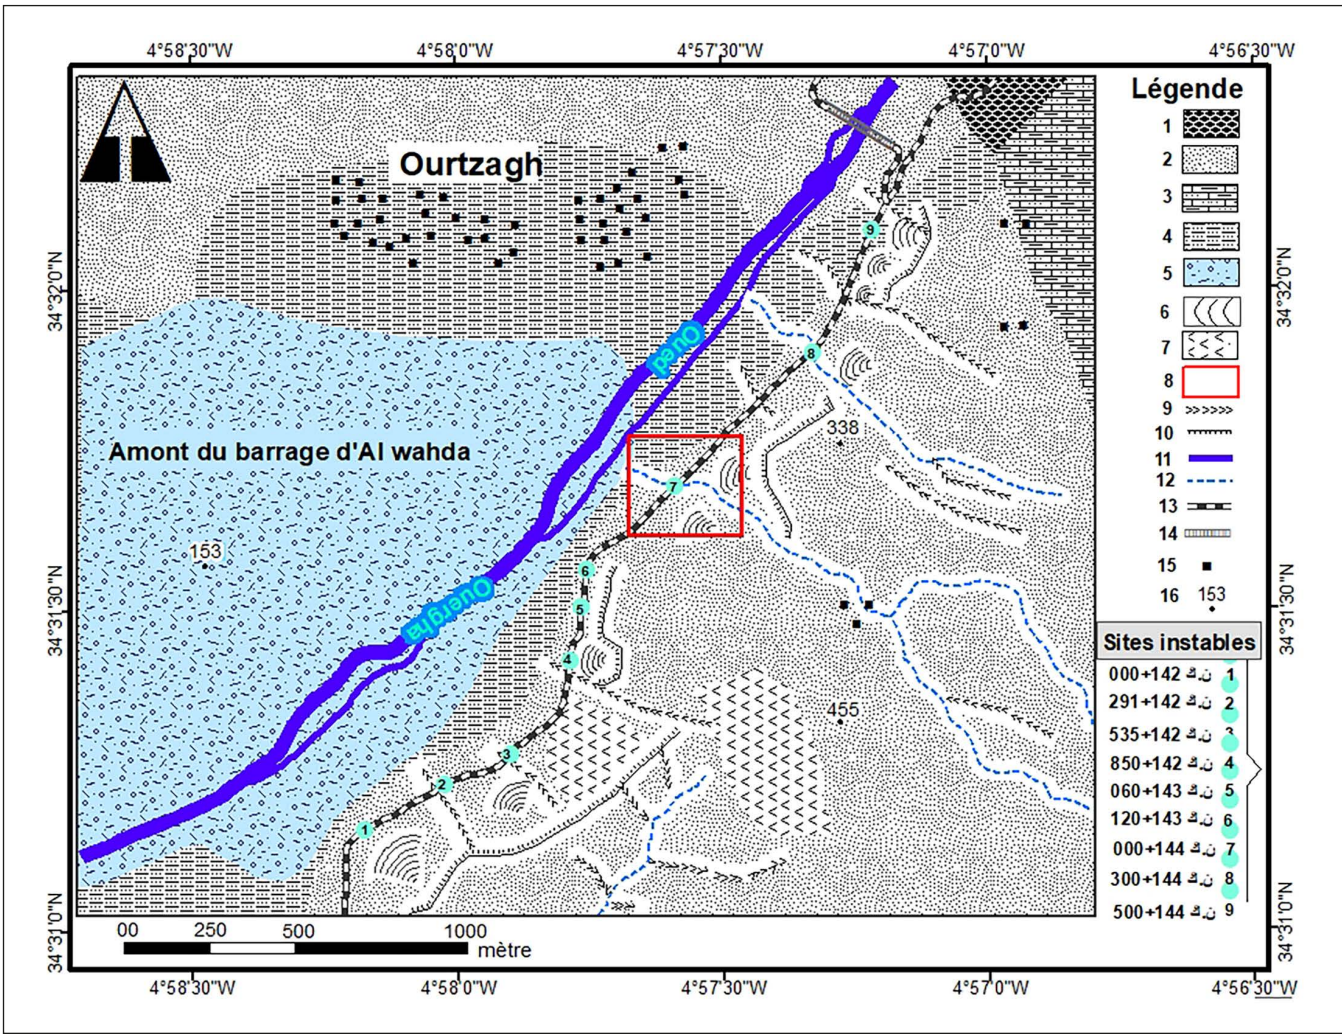 4°58'30"W 4°58'0"W 4°57'30"W 4°57'0"W 4°56'30"W
Légende
1
2
3
4
5
6
7
8
9
10
11
12
13
14
15
16 153
Ourtzagh
34°32'0"N
34°32'0"N
9
Oued
8
338
Amont du barrage d'Al wahda
7
153
6
5
34°31'30"N
34°31'30"N
Ouergha
4
455
3
2
1
Sites instables
000+142 ن.ك 1
291+142 ن.ك 2
535+142 ن.ك 3
850+142 ن.ك 4
060+143 ن.ك 5
120+143 ن.ك 6
000+144 ن.ك 7
300+144 ن.ك 8
500+144 ن.ك 9
34°31'0"N
34°31'0"N
00 250 500 1000
mètre
4°58'30"W 4°58'0"W 4°57'30"W 4°57'0"W 4°56'30"W